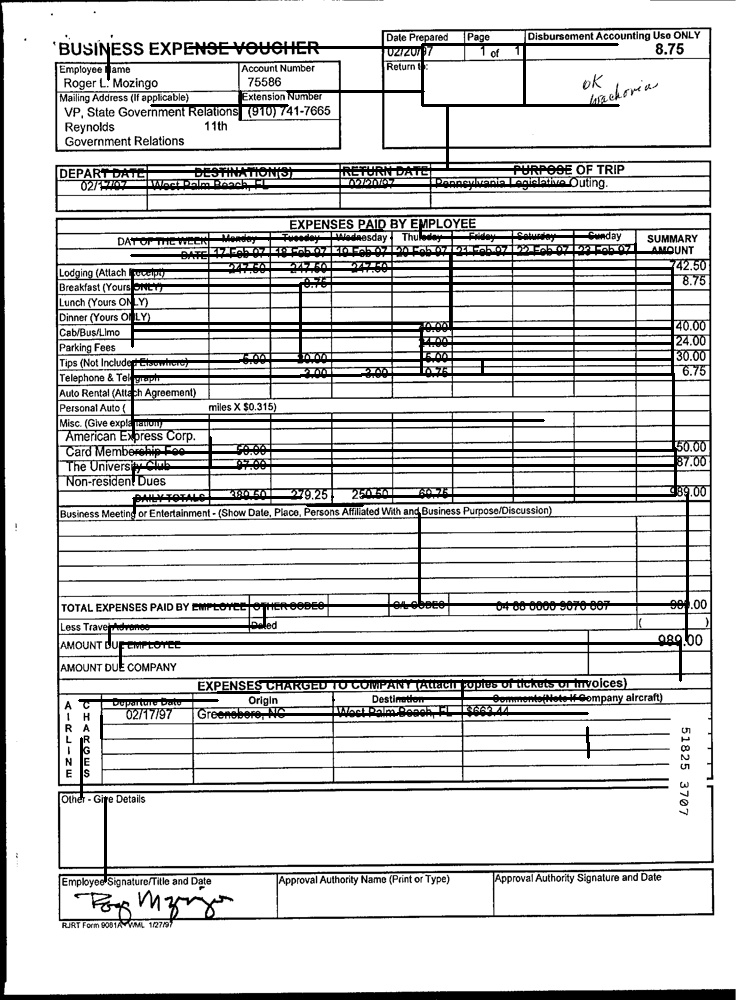 BUSINESS EXPENSE VOUCHER
Date Prepared Page Disbursement Accounting Use ONLY
02/20/97 1 of 1 8.75
Employee Name Account Number Return to:
Roger L. Mozingo 75586
OK
Wachovia
Mailing Address (If applicable) Extension Number
VP, State Government Relations (910) 741-7665
Reynolds 11th
Government Relations
DEPART DATE DESTINATION(S) RETURN DATE PURPOSE OF TRIP
02/17/97 West Palm Beach, FL 02/20/97 Pennsylvania Legislative Outing.
EXPENSES PAID BY EMPLOYEE
DAY OF THE WEEK Monday Tuesday Wednesday Thursday Friday Saturday Sunday SUMMARY
DATE 17-Feb-97 18-Feb-97 19-Feb-97 20-Feb-97 21-Feb-97 22-Feb-97 23-Feb-97 AMOUNT
Lodging (Attach Receipt) 247.50 247.50 247.50 742.50
Breakfast (Yours ONLY) 8.75 8.75
Lunch (Yours ONLY)
Dinner (Yours ONLY)
Cab/Bus/Limo 40.00 40.00
Parking Fees 24.00 24.00
Tips (Not Included Elsewhere) 5.00 20.00 5.00 30.00
Telephone & Telegraph 3.00 3.00 0.75 6.75
Auto Rental (Attach Agreement)
Personal Auto ( miles X $0.315)
Misc. (Give explanation)
American Express Corp.
Card Membership Fee 50.00 50.00
The University Club 87.00 87.00
Non-resident Dues
DAILY TOTALS 389.50 279.25 250.50 69.75 989.00
Business Meeting or Entertainment - (Show Date, Place, Persons Affiliated With and Business Purpose/Discussion)
TOTAL EXPENSES PAID BY EMPLOYEE OTHER CODES G/L CODES 04 88 0000 9070 807 989.00
Less Travel Advance Dated ( )
AMOUNT DUE EMPLOYEE 989.00
AMOUNT DUE COMPANY
EXPENSES CHARGED TO COMPANY (Attach copies of tickets or invoices)
AIRLINE CHARGES Departure Date Origin Destination Comments(Note if Company aircraft)
02/17/97 Greensboro, NC West Palm Beach, FL $663.44
51825 3707
Other - Give Details
Employee Signature/Title and Date Approval Authority Name (Print or Type) Approval Authority Signature and Date
RJRT Form 9081A WML 1/27/97